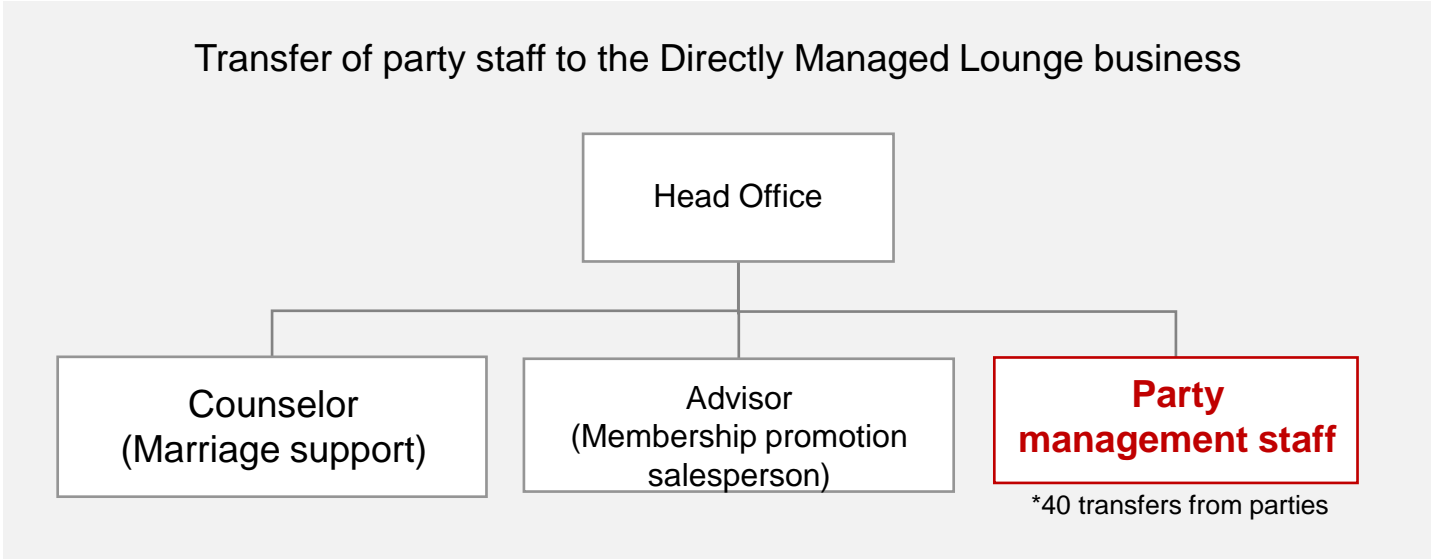 Transfer of party staff to the Directly Managed Lounge business
Head Office
Counselor
(Marriage support)
Advisor
(Membership promotion
salesperson)
Party
management staff
*40 transfers from parties